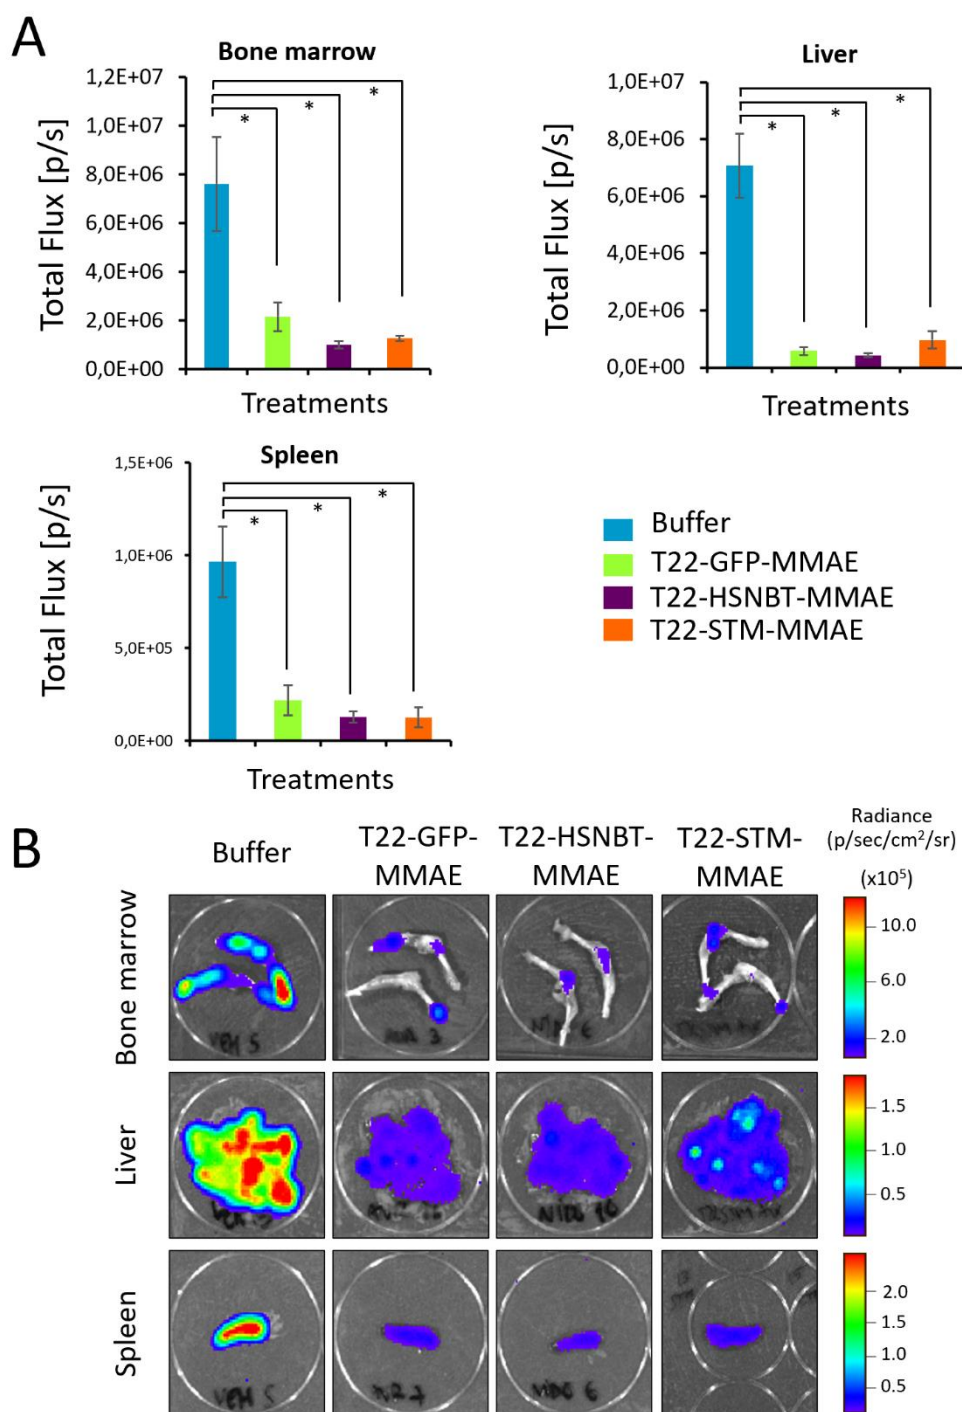 A
Bone marrow
Total Flux [p/s]
1,2E+07
1,0E+07
8,0E+06
6,0E+06
4,0E+06
2,0E+06
0,0E+00
* * *
Treatments
Liver
Total Flux [p/s]
1,0E+07
8,0E+06
6,0E+06
4,0E+06
2,0E+06
0,0E+00
* * *
Treatments
Spleen
Total Flux [p/s]
1,5E+06
1,0E+06
5,0E+05
0,0E+00
* * *
Treatments
Buffer
T22-GFP-MMAE
T22-HSNBT-MMAE
T22-STM-MMAE
B
Buffer
T22-GFP-
MMAE
T22-HSNBT-
MMAE
T22-STM-
MMAE
Radiance
(p/sec/cm²/sr)
(x10⁵)
Bone marrow
VEH 5
10.0
6.0
2.0
Liver
1.5
1.0
0.5
Spleen
VEH 5
2.0
1.0
0.5